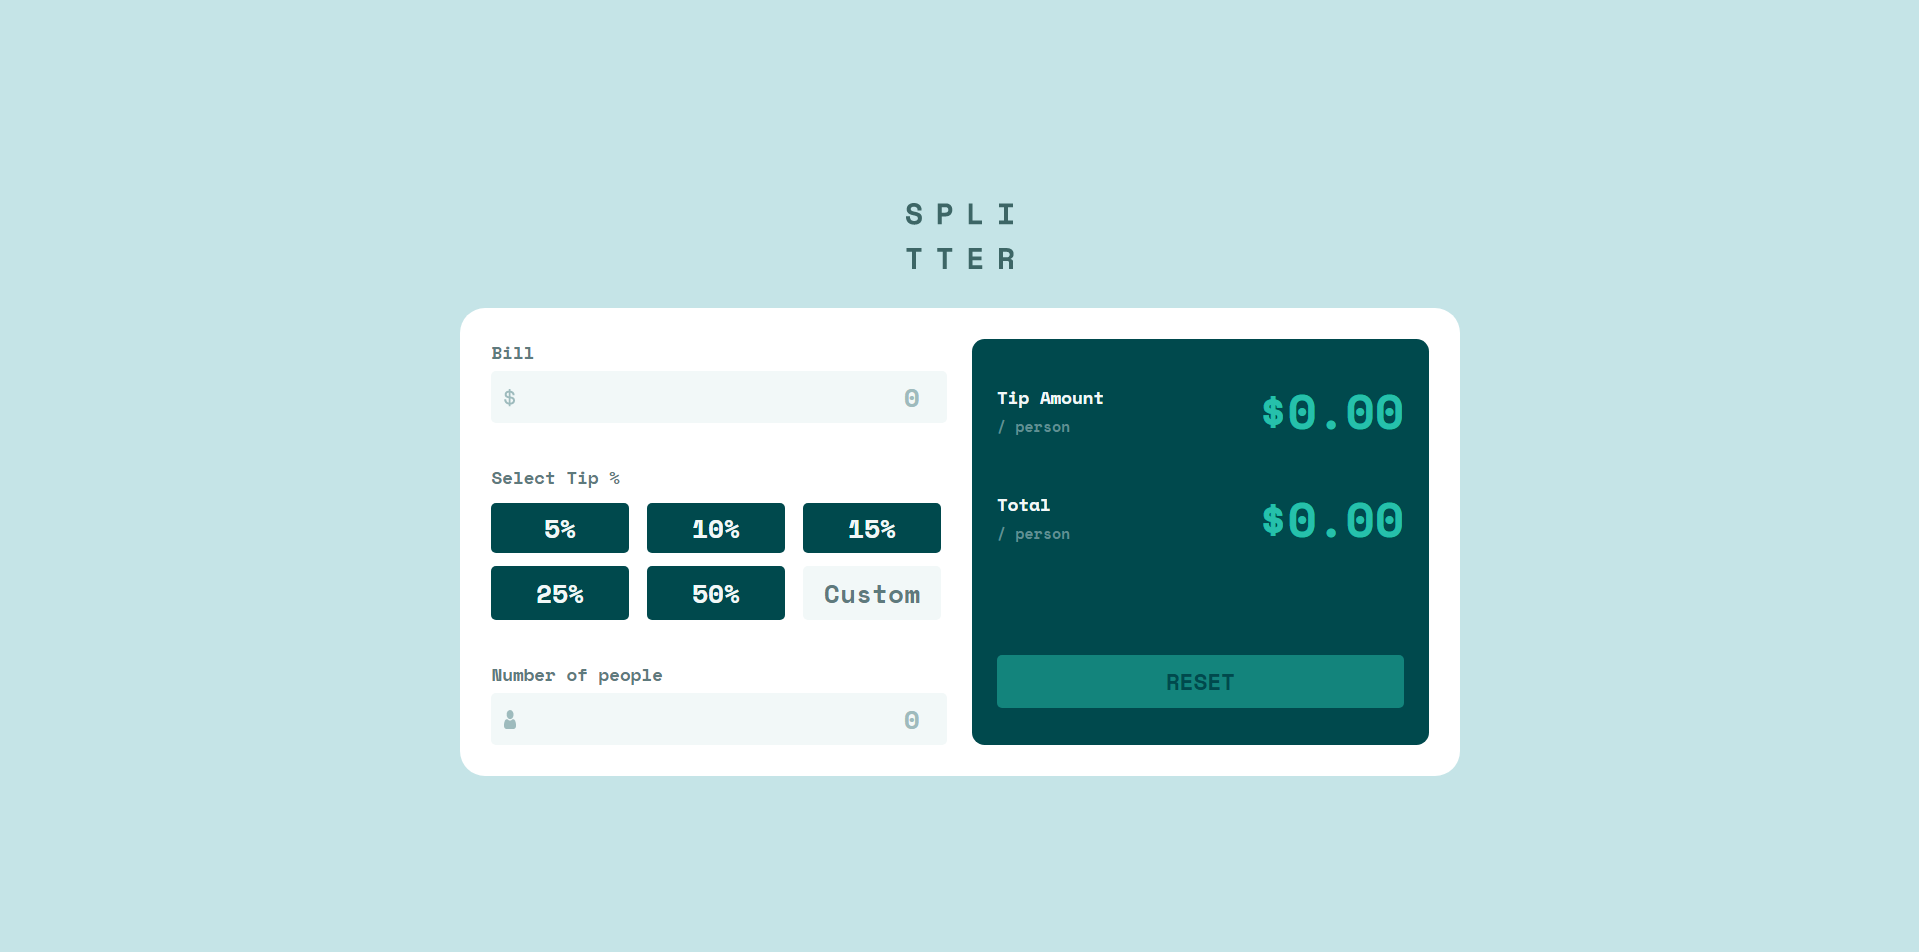 SPLI
TTER
Bill
$ 0
Select Tip %
5% 10% 15%
25% 50% Custom
Number of people
0
Tip Amount
/ person
$0.00
Total
/ person
$0.00
RESET